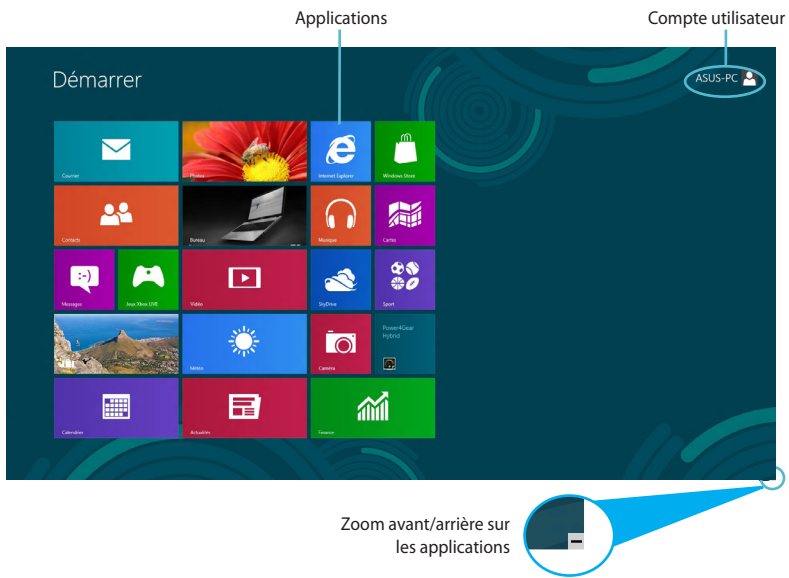 Applications
Compte utilisateur
Démarrer
ASUS-PC
Courrier
Photos
Internet Explorer
Windows Store
Contacts
Bureau
Musique
Cartes
:-)
Messages
Jeux Xbox LIVE
Vidéo
SkyDrive
Sport
Météo
Caméra
Power4Gear
Hybrid
Calendrier
Actualités
Finance
Zoom avant/arrière sur
les applications